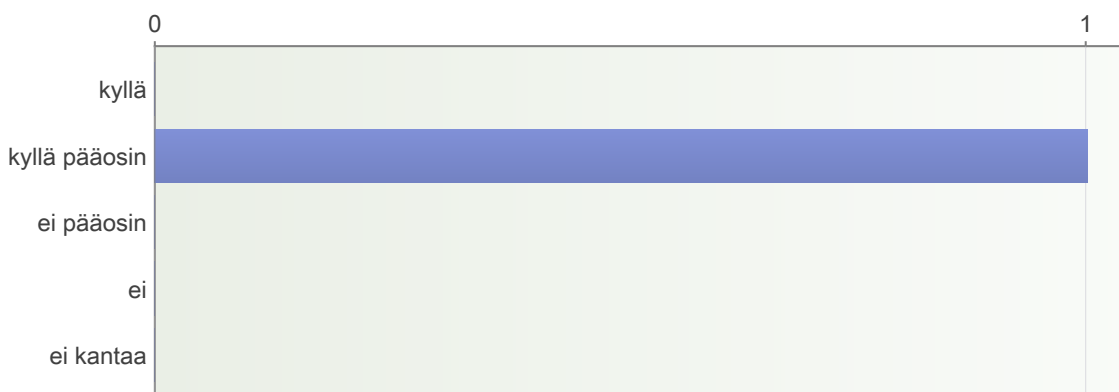 0 1
kyllä
kyllä pääosin
ei pääosin
ei
ei kantaa